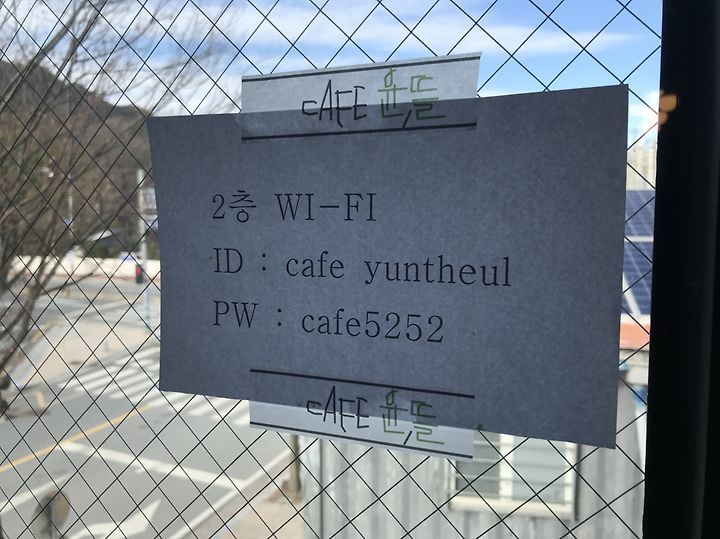 CAFE 윤,뜰
2층 WI-FI
ID : cafe yuntheul
PW : cafe5252
CAFE 윤,뜰